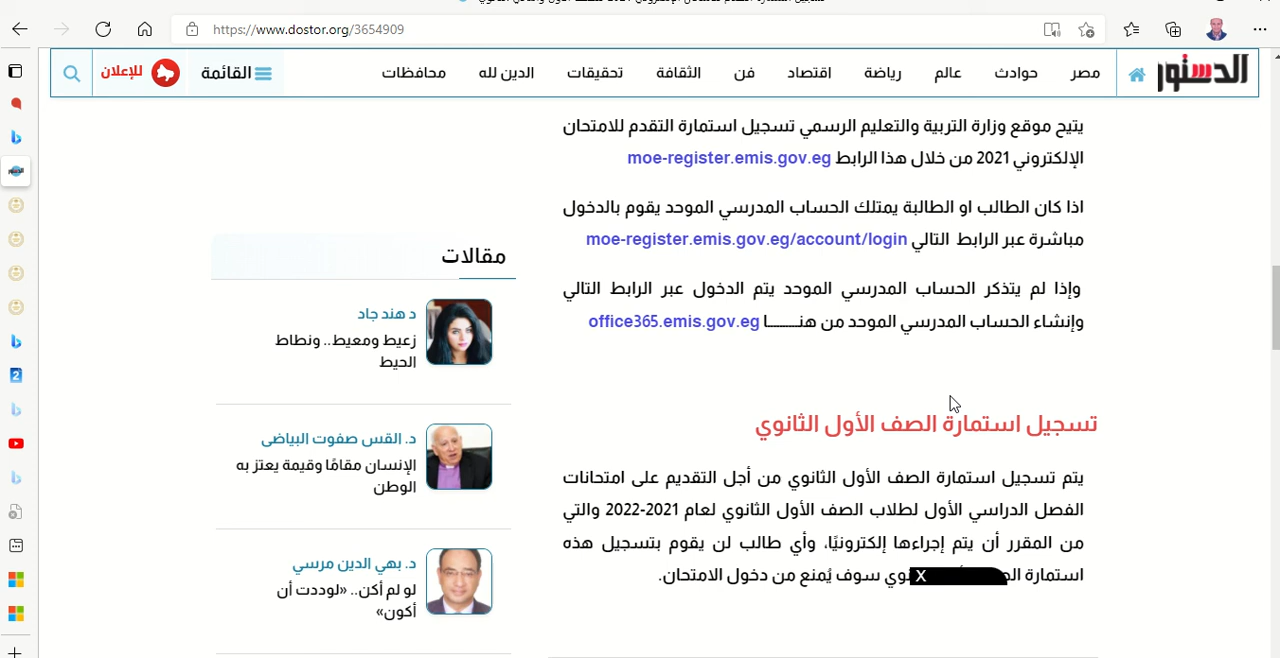 https://www.dostor.org/3654909
الدستور
مصر
حوادث
عالم
رياضة
اقتصاد
فن
الثقافة
تحقيقات
الدين لله
محافظات
القائمة
للإعلان
يتيح موقع وزارة التربية والتعليم الرسمي تسجيل استمارة التقدم للامتحان
الإلكتروني 2021 من خلال هذا الرابط moe-register.emis.gov.eg
اذا كان الطالب او الطالبة يمتلك الحساب المدرسي الموحد يقوم بالدخول
مباشرة عبر الرابط التالي moe-register.emis.gov.eg/account/login
وإذا لم يتذكر الحساب المدرسي الموحد يتم الدخول عبر الرابط التالي
وإنشاء الحساب المدرسي الموحد من هنـــــــا office365.emis.gov.eg
تسجيل استمارة الصف الأول الثانوي
يتم تسجيل استمارة الصف الأول الثانوي من أجل التقديم على امتحانات
الفصل الدراسي الأول لطلاب الصف الأول الثانوي لعام 2021-2022 والتي
من المقرر أن يتم إجراءها إلكترونيًا، وأي طالب لن يقوم بتسجيل هذه
استمارة سوف يُمنع من دخول الامتحان.
X
مقالات
د هند جاد
زعيط ومعيط.. ونطاط
الحيط
د. القس صفوت البياضى
الإنسان مقامًا وقيمة يعتز به
الوطن
د. بهي الدين مرسي
لو لم أكن.. «لوددت أن
أكون»
2